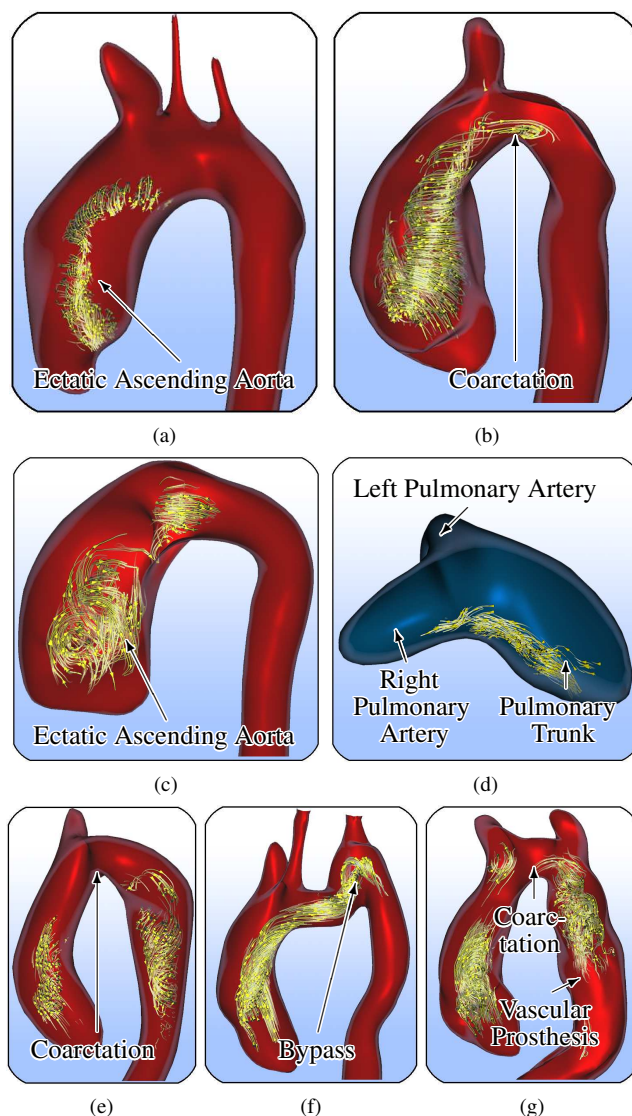 Ectatic Ascending Aorta
Coarctation
(a)
(b)
Left Pulmonary Artery
Right
Pulmonary
Artery
Pulmonary
Trunk
Ectatic Ascending Aorta
(c)
(d)
Coarctation
Bypass
Coarc-
tation
Vascular
Prosthesis
(e)
(f)
(g)